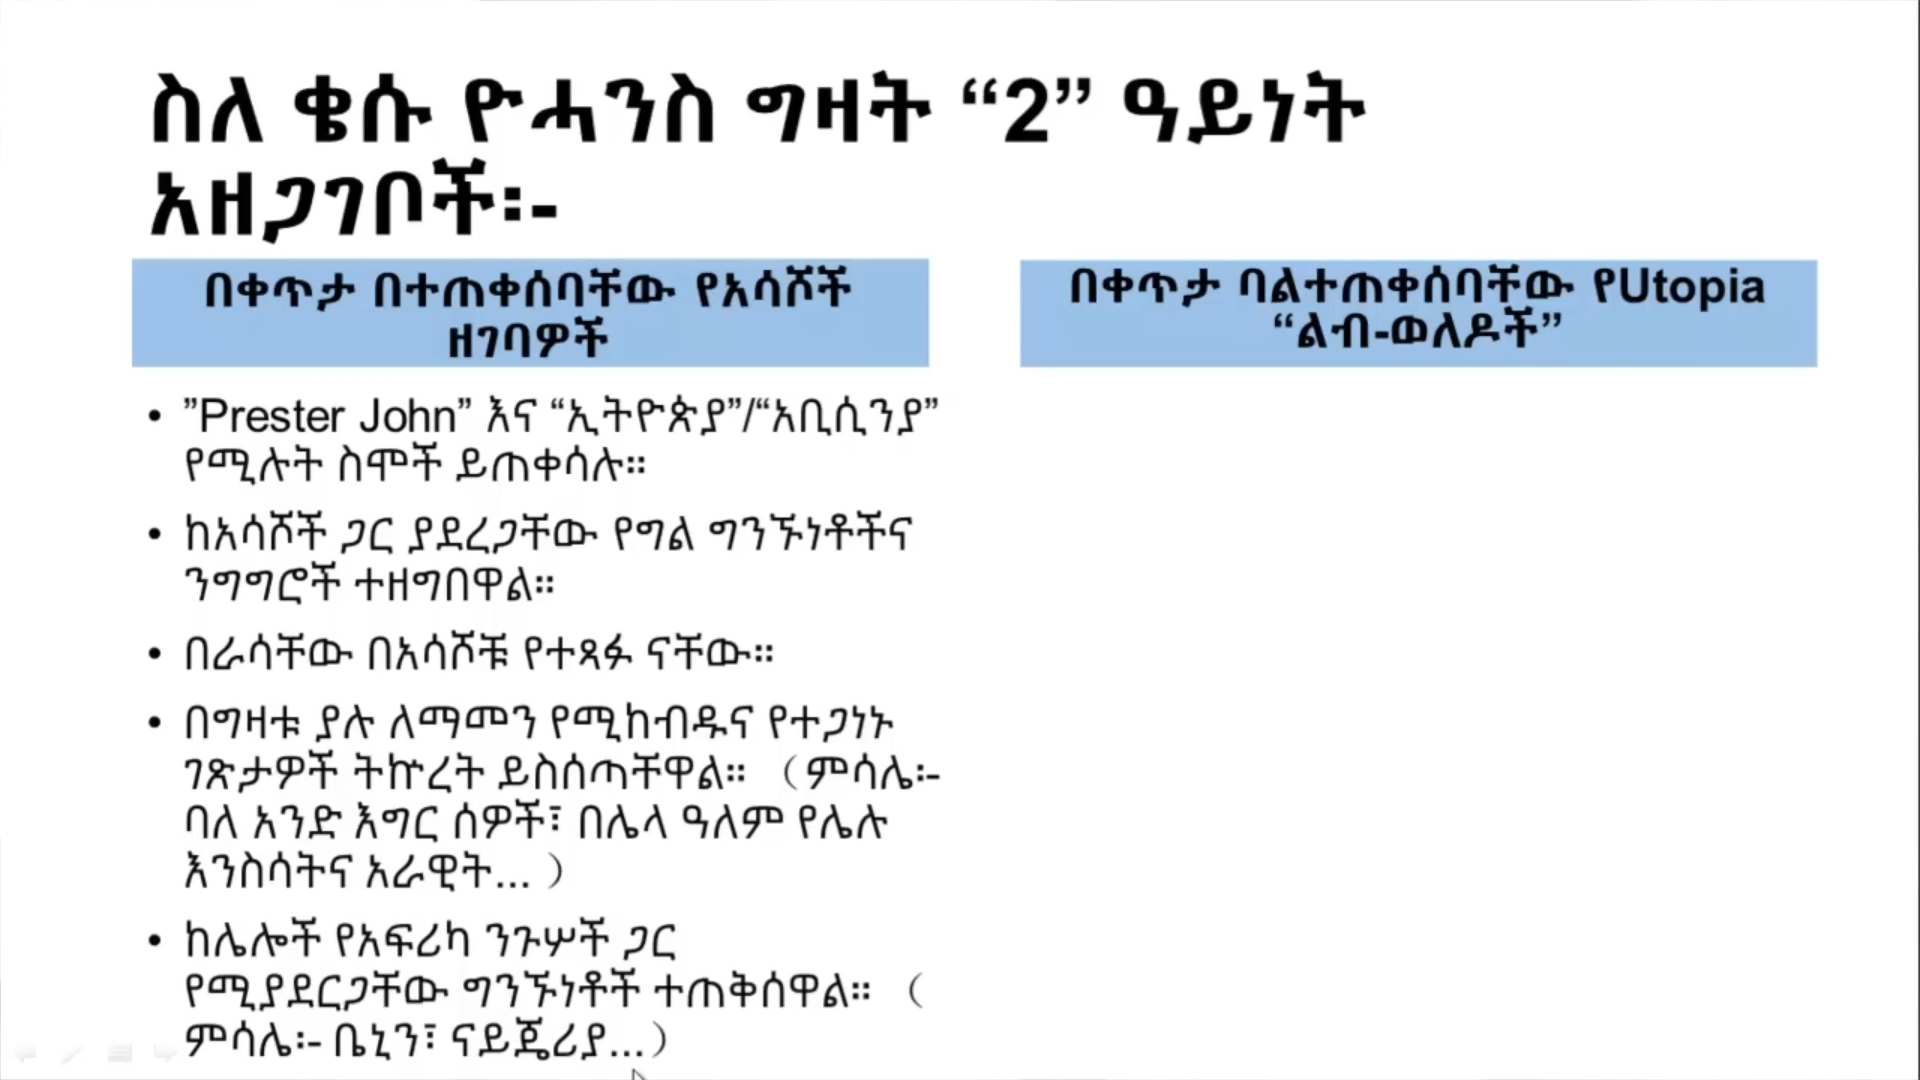 ስለ ቄሱ ዮሓንስ ግዛት “2” ዓይነት
አዘጋገቦች፡-
በቀጥታ በተጠቀሰባቸው የአሳሾች
ዘገባዎች
በቀጥታ ባልተጠቀሰባቸው የUtopia
“ልብ-ወለዶች”
• ”Prester John” እና “ኢትዮጵያ”/“አቢሲንያ”
የሚሉት ስሞች ይጠቀሳሉ።
• ከአሳሾች ጋር ያደረጋቸው የግል ግንኙነቶችና
ንግግሮች ተዘግበዋል።
• በራሳቸው በአሳሾቹ የተጻፉ ናቸው።
• በግዛቱ ያሉ ለማመን የሚከብዱና የተጋነኑ
ገጽታዎች ትኵረት ይስሰጣቸዋል። (ምሳሌ፡-
ባለ አንድ እግር ሰዎች፣ በሌላ ዓለም የሌሉ
እንስሳትና አራዊት... )
• ከሌሎች የአፍሪካ ንጉሦች ጋር
የሚያደርጋቸው ግንኙነቶች ተጠቅሰዋል። (
ምሳሌ፡- ቤኒን፣ ናይጄሪያ...)